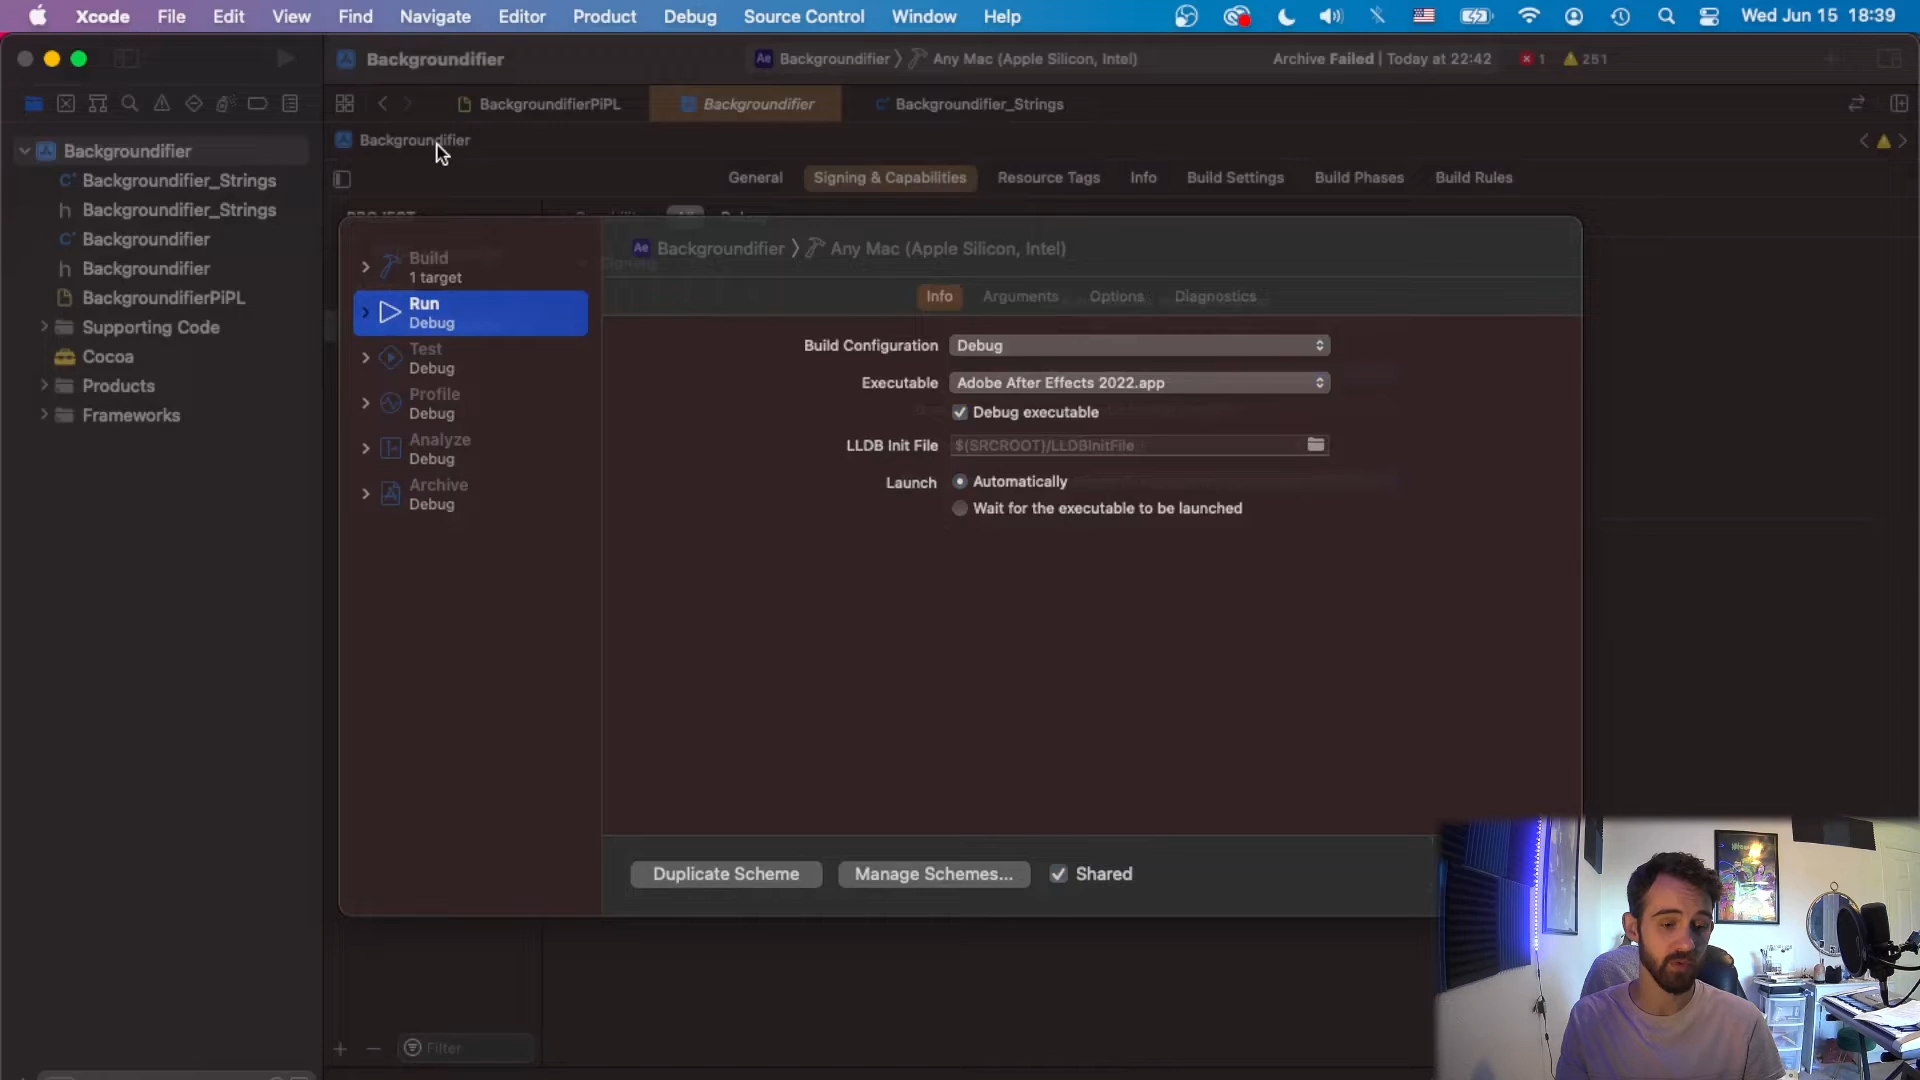 Xcode File Edit View Find Navigate Editor Product Debug Source Control Window Help Wed Jun 15 18:39
Backgroundifier Ae Backgroundifier Any Mac (Apple Silicon, Intel) Archive Failed | Today at 22:42 1 251
BackgroundifierPiPL Backgroundifier Backgroundifier_Strings
Backgroundifier
Backgroundifier
Backgroundifier_Strings
Backgroundifier_Strings
Backgroundifier
Backgroundifier
BackgroundifierPiPL
Supporting Code
Cocoa
Products
Frameworks
General Signing & Capabilities Resource Tags Info Build Settings Build Phases Build Rules
PROJECT
Build
1 target
Run
Debug
Test
Debug
Profile
Debug
Analyze
Debug
Archive
Debug
Ae Backgroundifier Any Mac (Apple Silicon, Intel)
Info Arguments Options Diagnostics
Build Configuration Debug
Executable Adobe After Effects 2022.app
Debug executable
LLDB Init File $(SRCROOT)/LLDBInitFile
Launch Automatically
Wait for the executable to be launched
Duplicate Scheme Manage Schemes... Shared
Filter